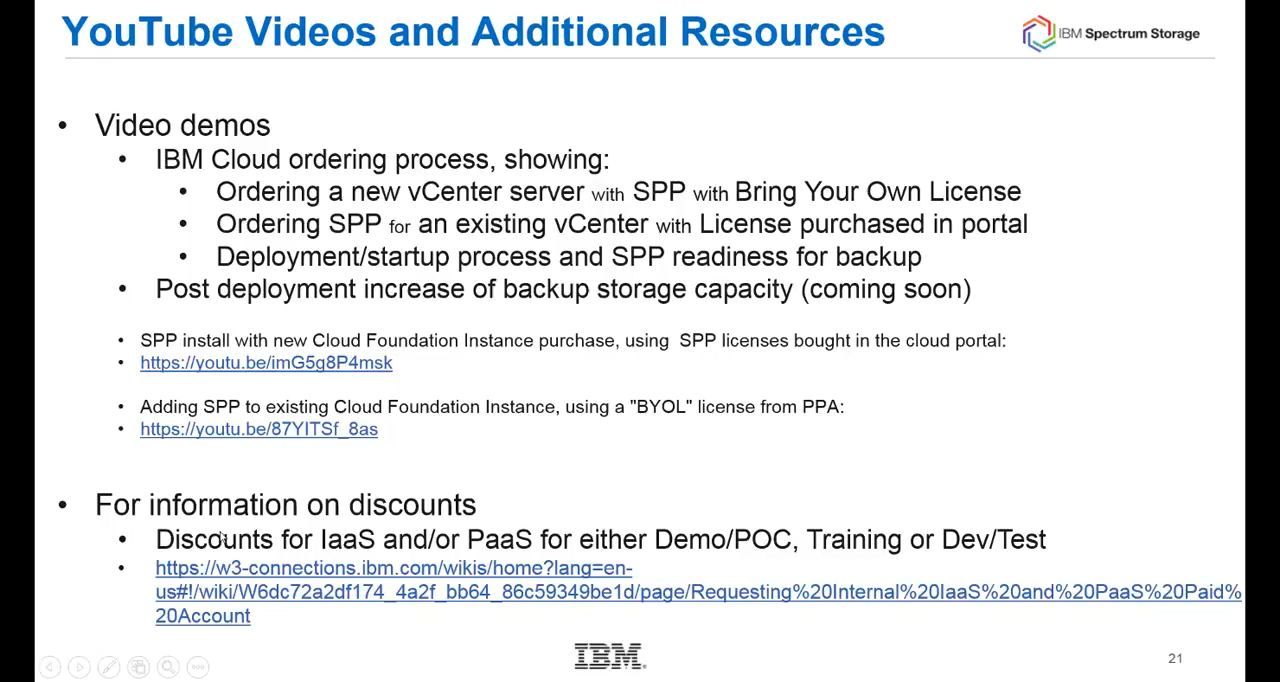 YouTube Videos and Additional Resources
IBM Spectrum Storage
• Video demos
• IBM Cloud ordering process, showing:
• Ordering a new vCenter server with SPP with Bring Your Own License
• Ordering SPP for an existing vCenter with License purchased in portal
• Deployment/startup process and SPP readiness for backup
• Post deployment increase of backup storage capacity (coming soon)
• SPP install with new Cloud Foundation Instance purchase, using SPP licenses bought in the cloud portal:
• https://youtu.be/imG5g8P4msk
• Adding SPP to existing Cloud Foundation Instance, using a "BYOL" license from PPA:
• https://youtu.be/87YITSf_8as
• For information on discounts
• Discounts for IaaS and/or PaaS for either Demo/POC, Training or Dev/Test
• https://w3-connections.ibm.com/wikis/home?lang=en-
us#!/wiki/W6dc72a2df174_4a2f_bb64_86c59349be1d/page/Requesting%20Internal%20IaaS%20and%20PaaS%20Paid%
20Account
IBM.
21